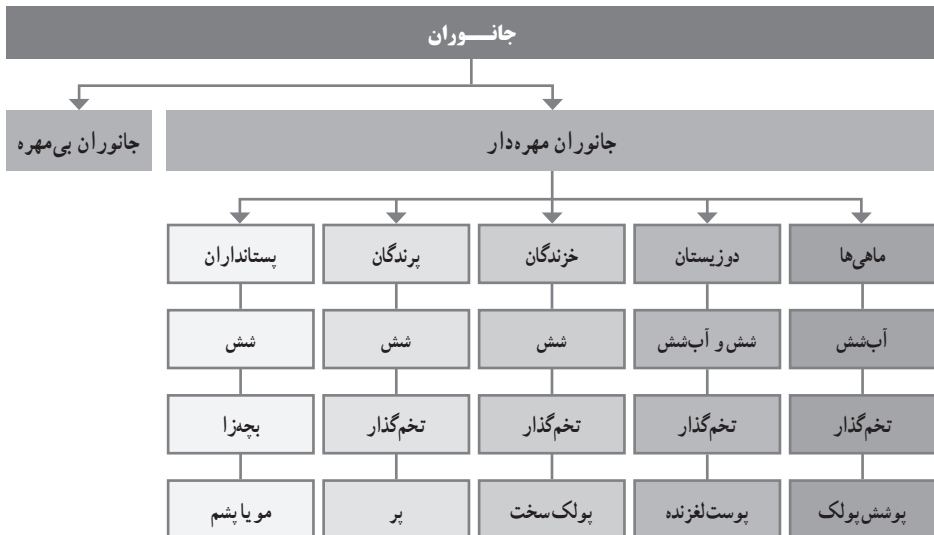 جانــوران
جانوران مهره‌دار
جانوران بی‌مهره
ماهی‌ها
دوزیستان
خزندگان
پرندگان
پستانداران
آب‌شش
شش و آب‌شش
شش
شش
شش
تخم‌گذار
تخم‌گذار
تخم‌گذار
تخم‌گذار
بچه‌زا
پوشش‌پولک
پوست‌لغزنده
پولک‌سخت
پر
مو یا پشم